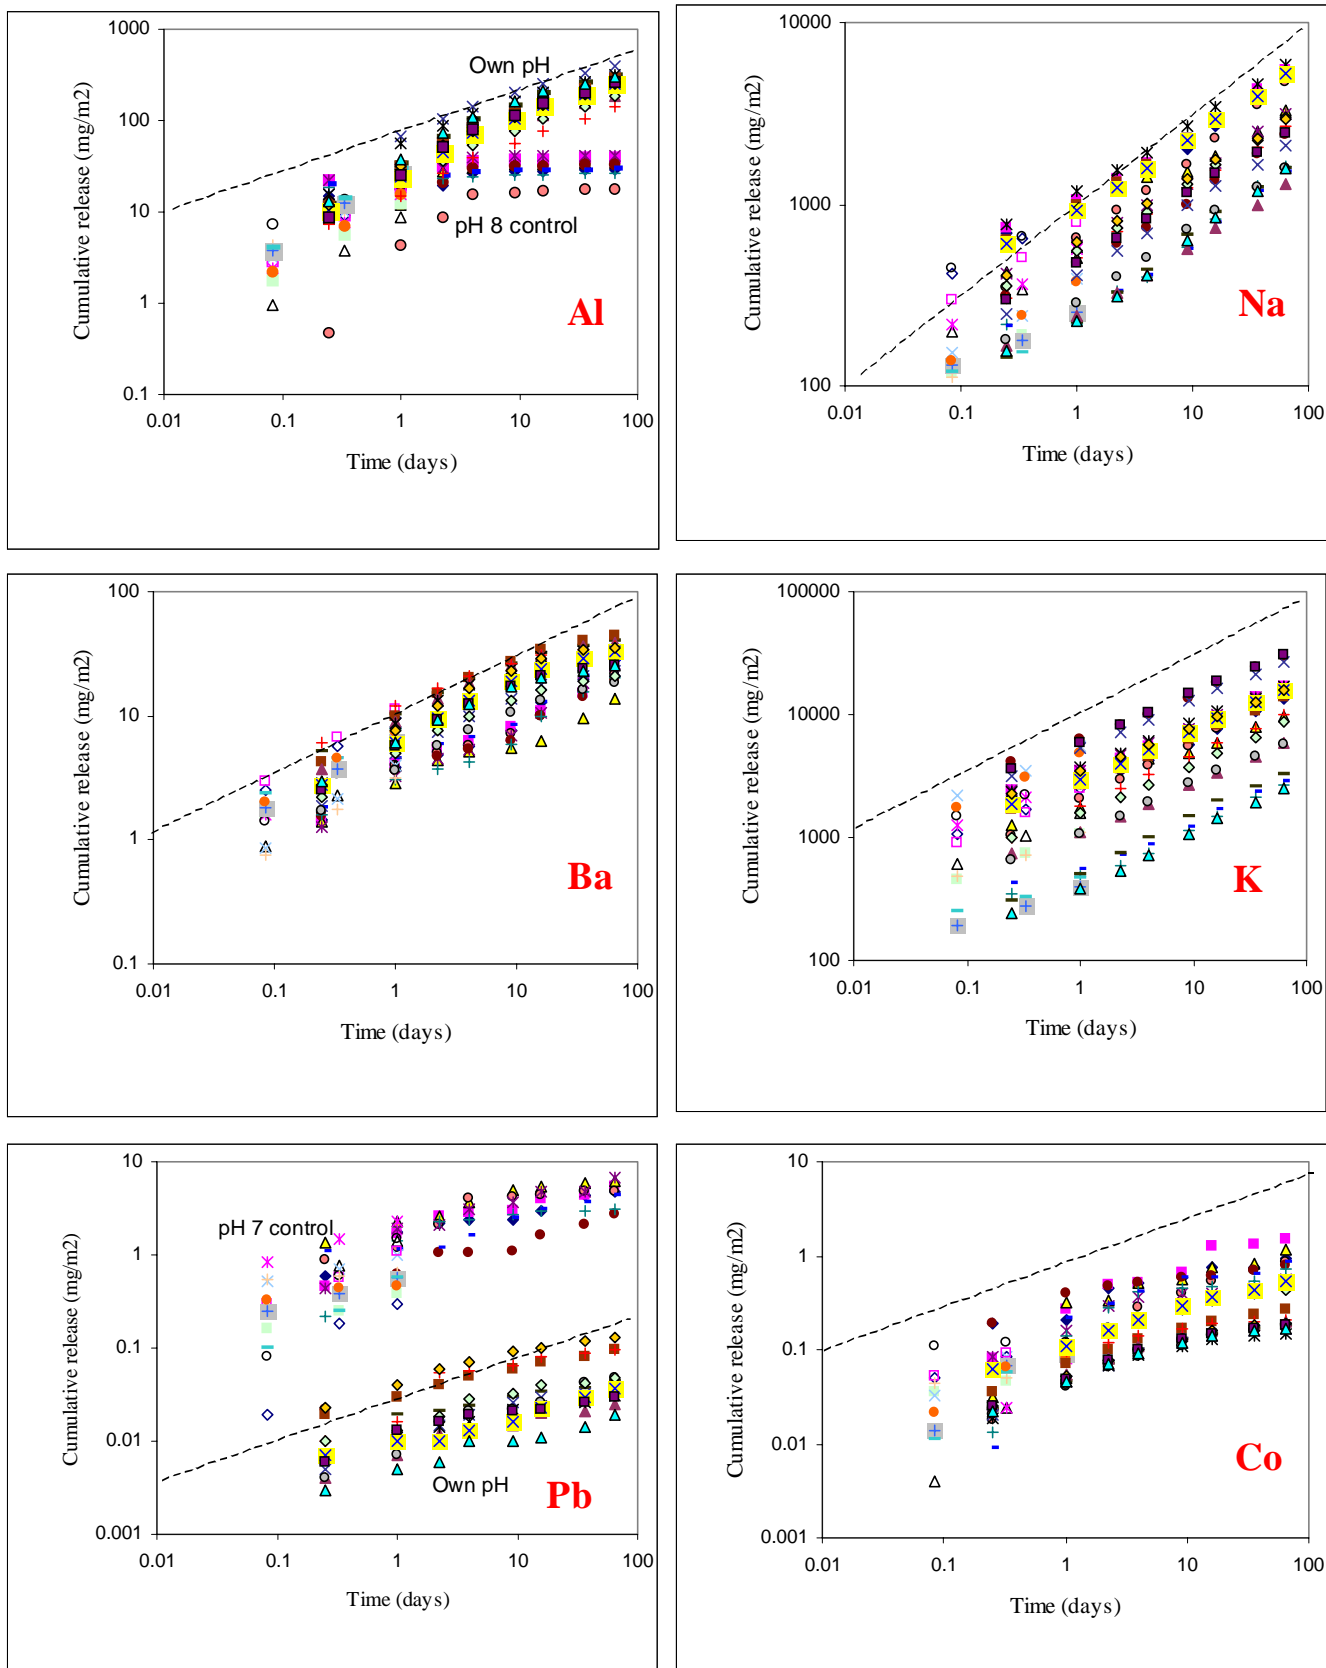 Cumulative release (mg/m2)
1000
100
10
1
0.1
Own pH
pH 8 control
Al
0.01 0.1 1 10 100
Time (days)
Cumulative release (mg/m2)
10000
1000
100
Na
0.01 0.1 1 10 100
Time (days)
Cumulative release (mg/m2)
100
10
1
0.1
Ba
0.01 0.1 1 10 100
Time (days)
Cumulative release (mg/m2)
100000
10000
1000
100
K
0.01 0.1 1 10 100
Time (days)
Cumulative release (mg/m2)
10
1
0.1
0.01
0.001
pH 7 control
Own pH
Pb
0.01 0.1 1 10 100
Time (days)
Cumulative release (mg/m2)
10
1
0.1
0.01
0.001
Co
0.01 0.1 1 10 100
Time (days)